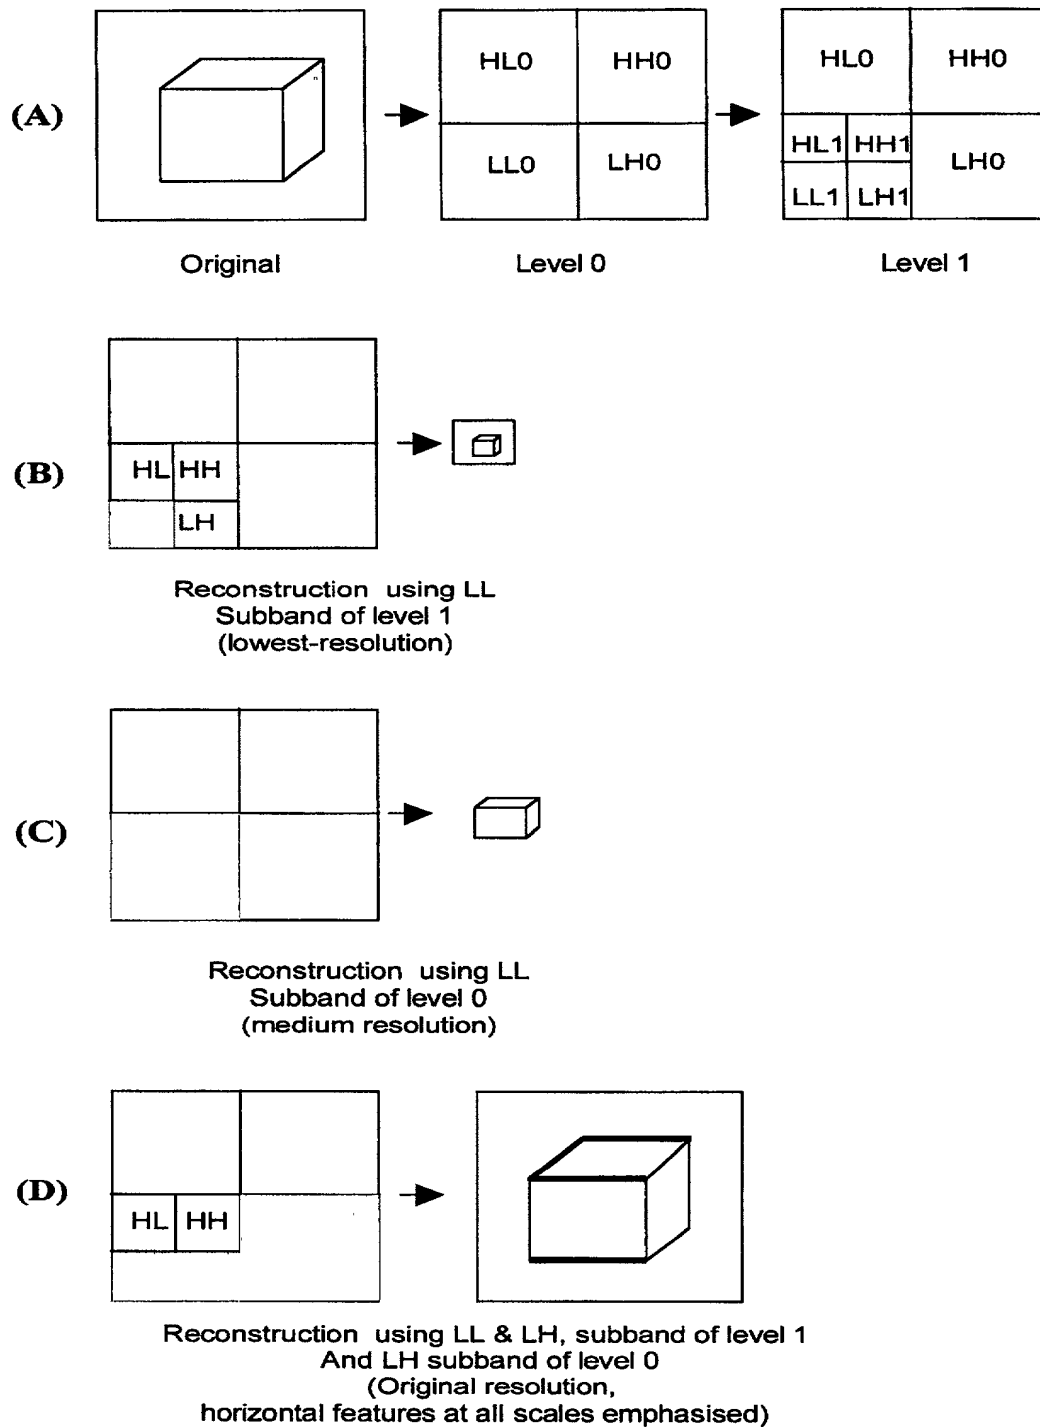 HL0 HH0 HL0 HH0
(A)
HL1 HH1
LL0 LH0 LH0
LL1 LH1
Original Level 0 Level 1
(B)
HL HH
LH
Reconstruction using LL
Subband of level 1
(lowest-resolution)
(C)
Reconstruction using LL
Subband of level 0
(medium resolution)
(D)
HL HH
Reconstruction using LL & LH, subband of level 1
And LH subband of level 0
(Original resolution,
horizontal features at all scales emphasised)